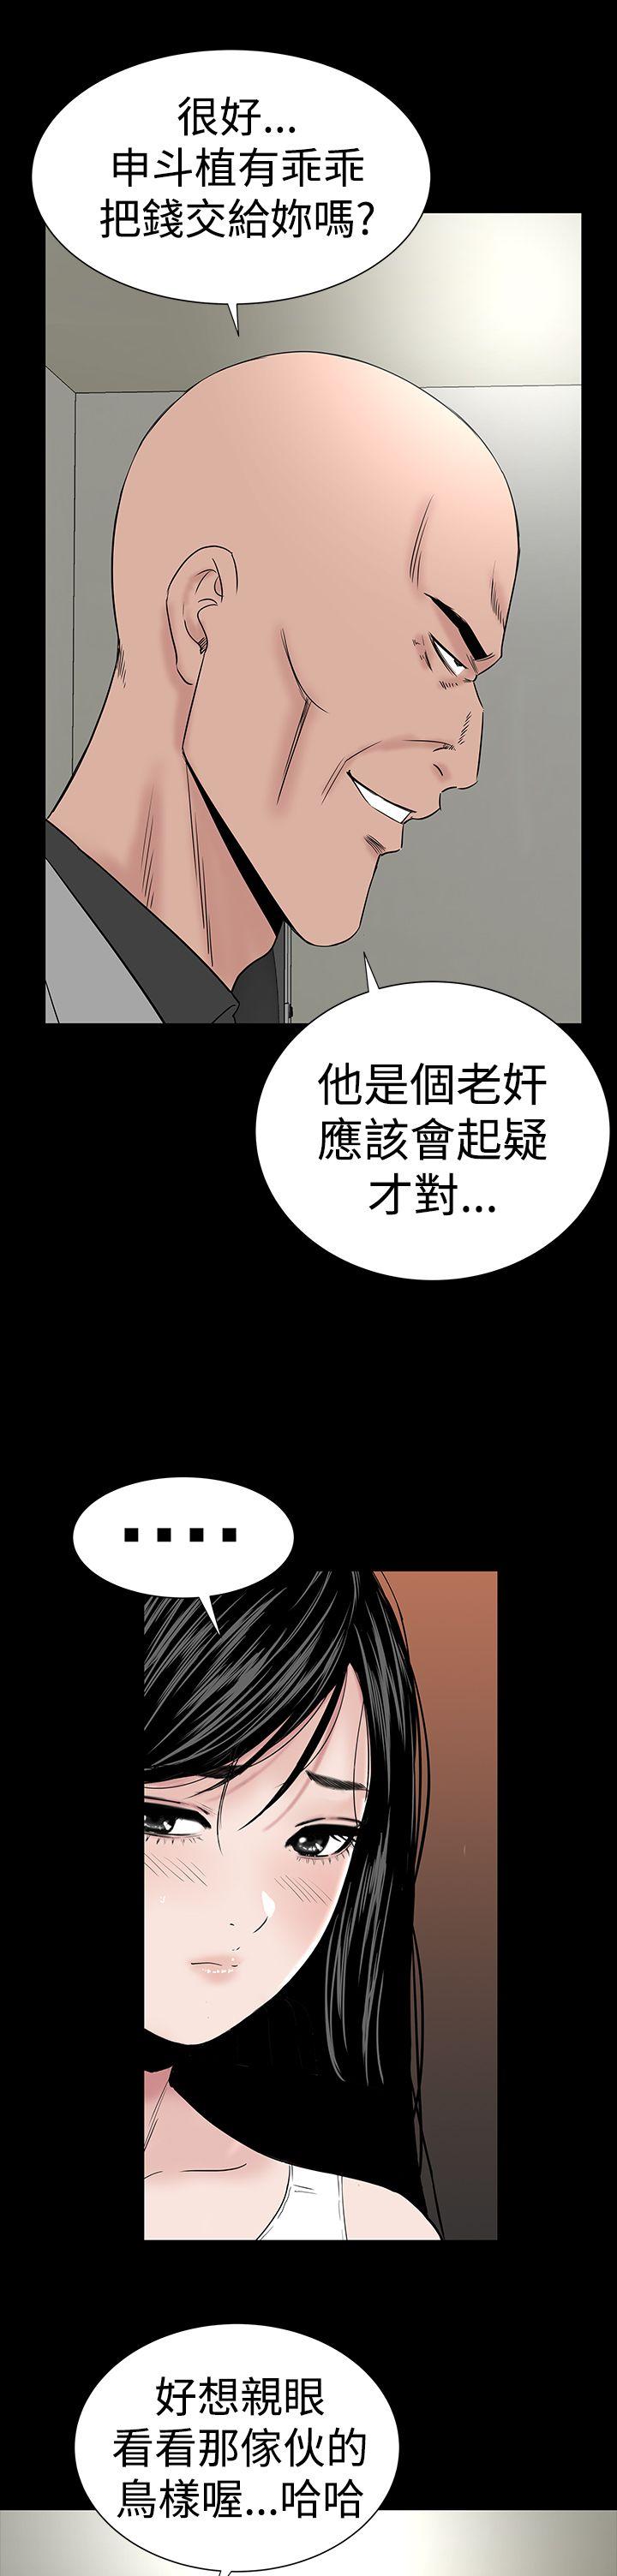 很好...
申斗植有乖乖
把錢交給妳嗎?
他是個老奸
應該會起疑
才對...
....
好想親眼
看看那傢伙的
鳥樣喔...哈哈